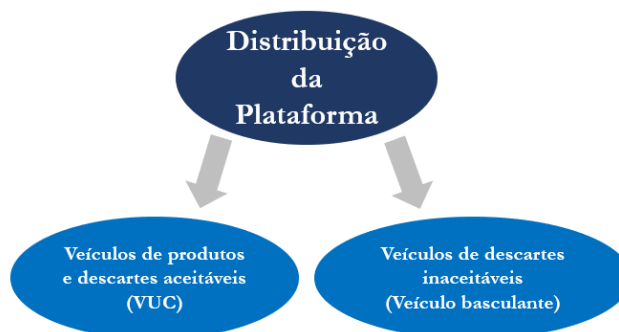 Distribuição
da
Plataforma
Veículos de produtos
e descartes aceitáveis
(VUC)
Veículos de descartes
inaceitáveis
(Veículo basculante)